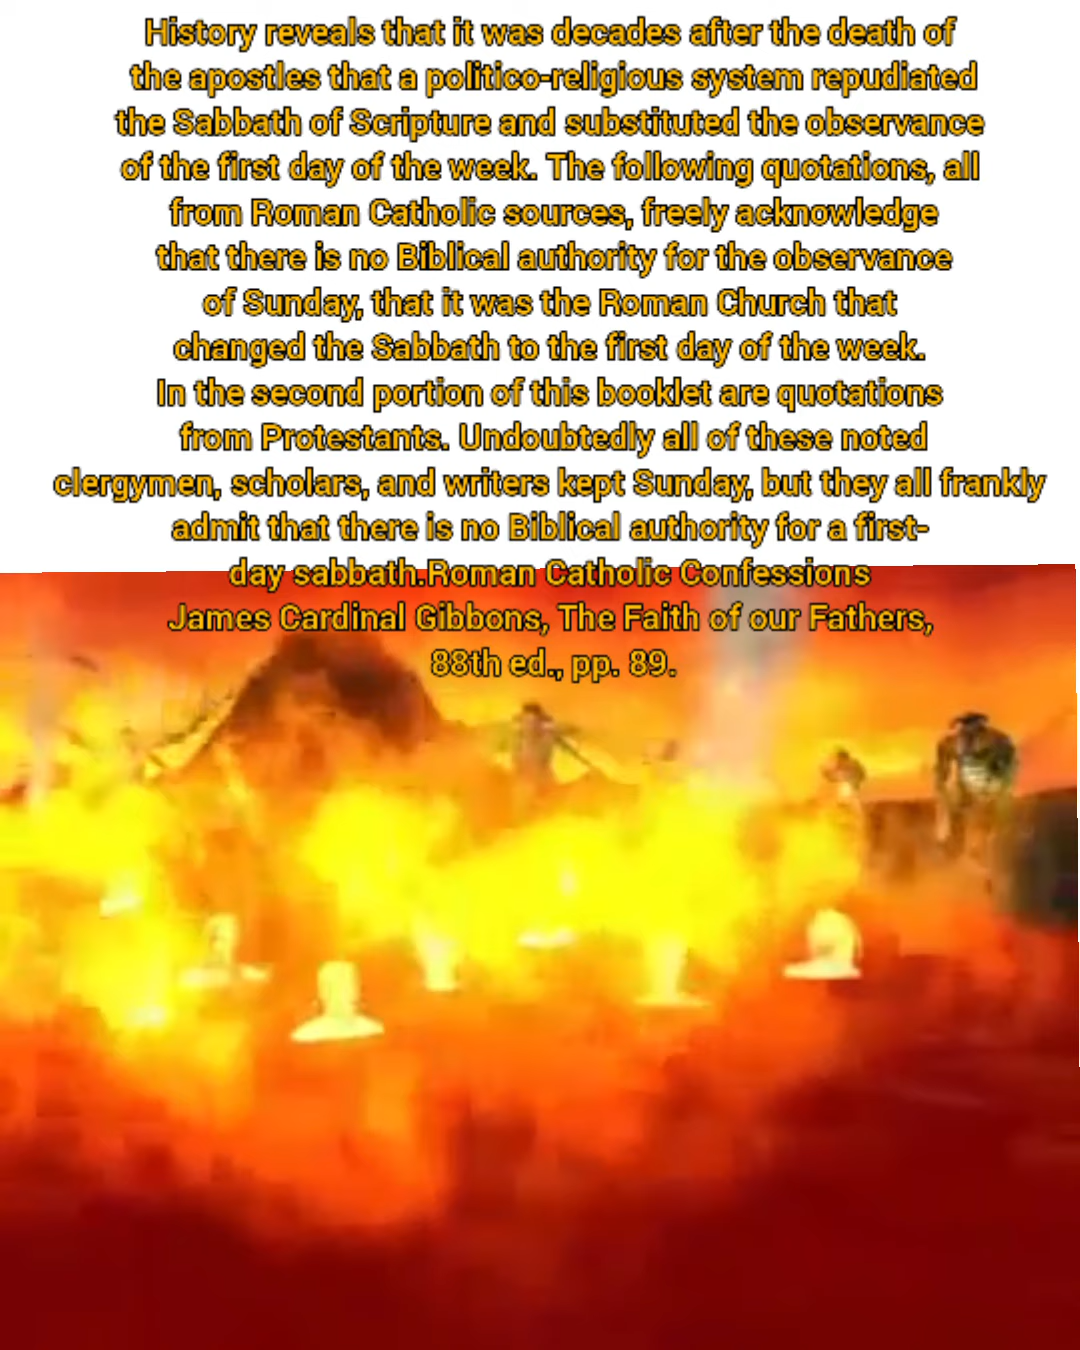 History reveals that it was decades after the death of
the apostles that a politico-religious system repudiated
the Sabbath of Scripture and substituted the observance
of the first day of the week. The following quotations, all
from Roman Catholic sources, freely acknowledge
that there is no Biblical authority for the observance
of Sunday, that it was the Roman Church that
changed the Sabbath to the first day of the week.
In the second portion of this booklet are quotations
from Protestants. Undoubtedly all of these noted
clergymen, scholars, and writers kept Sunday, but they all frankly
admit that there is no Biblical authority for a first-
day sabbath.Roman Catholic Confessions
James Cardinal Gibbons, The Faith of our Fathers,
88th ed., pp. 89.